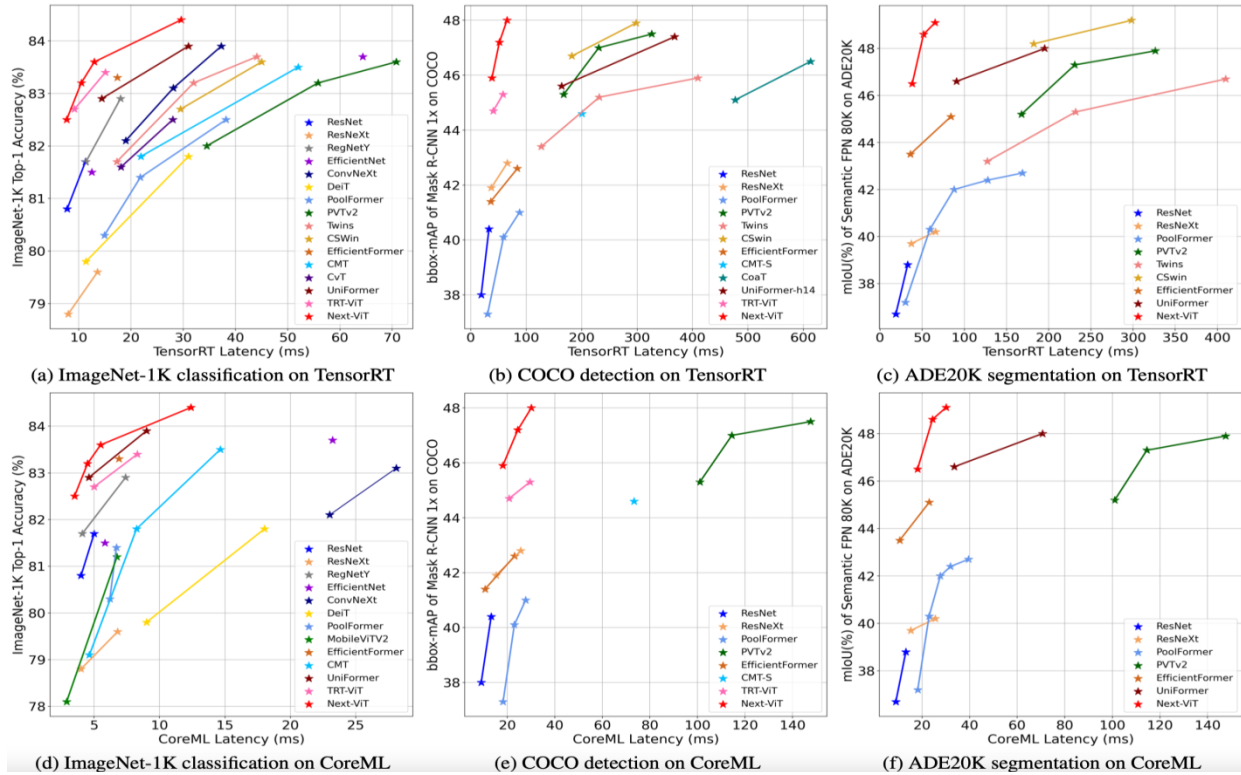 ImageNet-1K Top-1 Accuracy (%)
84
83
82
81
80
79
10 20 30 40 50 60 70
TensorRT Latency (ms)
ResNet
ResNeXt
RegNetY
EfficientNet
ConvNeXt
DeiT
PoolFormer
PVTv2
Twins
CSWin
EfficientFormer
CMT
CvT
UniFormer
TRT-ViT
Next-ViT
(a) ImageNet-1K classification on TensorRT
bbox-mAP of Mask R-CNN 1x on COCO
48
46
44
42
40
38
0 100 200 300 400 500 600
TensorRT Latency (ms)
ResNet
ResNeXt
PoolFormer
PVTv2
Twins
CSwin
EfficientFormer
CMT-S
CoaT
UniFormer-h14
TRT-ViT
Next-ViT
(b) COCO detection on TensorRT
mIoU(%) of Semantic FPN 80K on ADE20K
48
46
44
42
40
38
0 50 100 150 200 250 300 350 400
TensorRT Latency (ms)
ResNet
ResNeXt
PoolFormer
PVTv2
Twins
CSwin
EfficientFormer
UniFormer
Next-ViT
(c) ADE20K segmentation on TensorRT
ImageNet-1K Top-1 Accuracy (%)
84
83
82
81
80
79
78
5 10 15 20 25
CoreML Latency (ms)
ResNet
ResNeXt
RegNetY
EfficientNet
ConvNeXt
DeiT
PoolFormer
MobileViTV2
EfficientFormer
CMT
UniFormer
TRT-ViT
Next-ViT
(d) ImageNet-1K classification on CoreML
bbox-mAP of Mask R-CNN 1x on COCO
48
46
44
42
40
38
20 40 60 80 100 120 140
CoreML Latency (ms)
ResNet
ResNeXt
PoolFormer
PVTv2
EfficientFormer
CMT-S
TRT-ViT
Next-ViT
(e) COCO detection on CoreML
mIoU(%) of Semantic FPN 80K on ADE20K
48
46
44
42
40
38
20 40 60 80 100 120 140
CoreML Latency (ms)
ResNet
ResNeXt
PoolFormer
PVTv2
EfficientFormer
UniFormer
Next-ViT
(f) ADE20K segmentation on CoreML